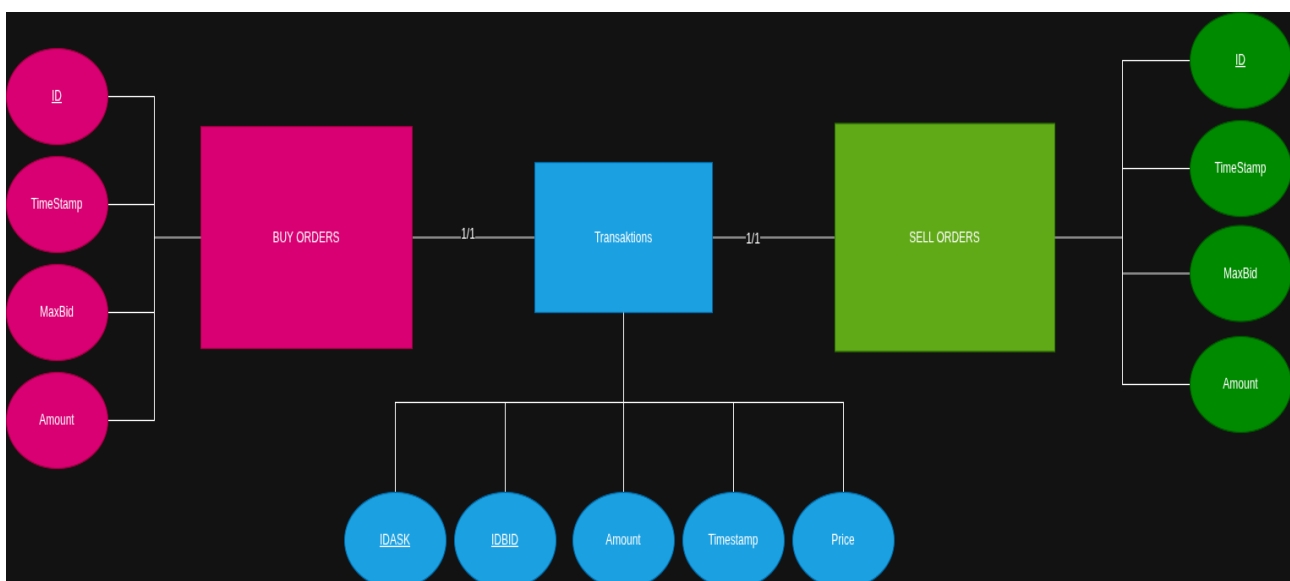 ID
TimeStamp
MaxBid
Amount
BUY ORDERS
1/1
Transaktions
1/1
SELL ORDERS
ID
TimeStamp
MaxBid
Amount
IDASK
IDBID
Amount
Timestamp
Price